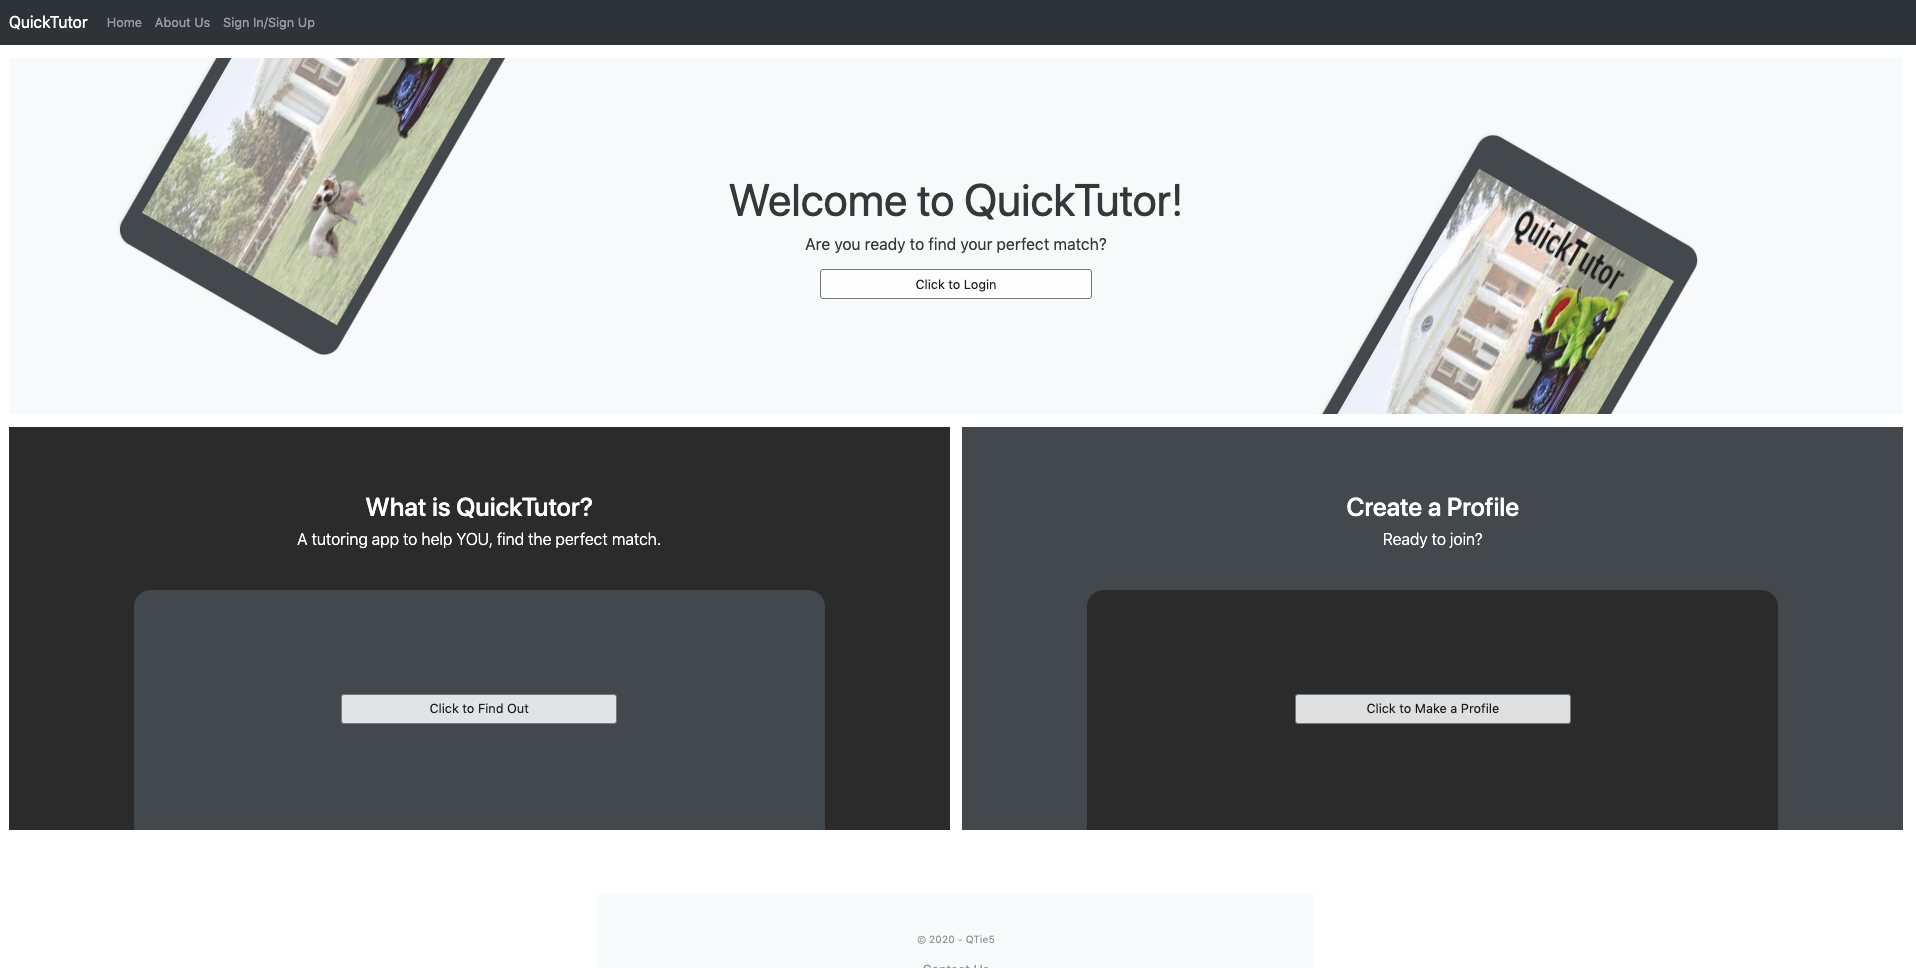 QuickTutor Home About Us Sign In/Sign Up
Welcome to QuickTutor!
Are you ready to find your perfect match?
Click to Login
QuickTutor
What is QuickTutor?
A tutoring app to help YOU, find the perfect match.
Click to Find Out
Create a Profile
Ready to join?
Click to Make a Profile
© 2020 - QTie5
Contact Us